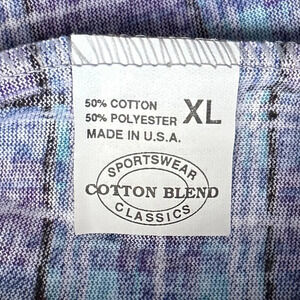 50% COTTON
50% POLYESTER XL
MADE IN U.S.A.
SPORTSWEAR
COTTON BLEND
CLASSICS